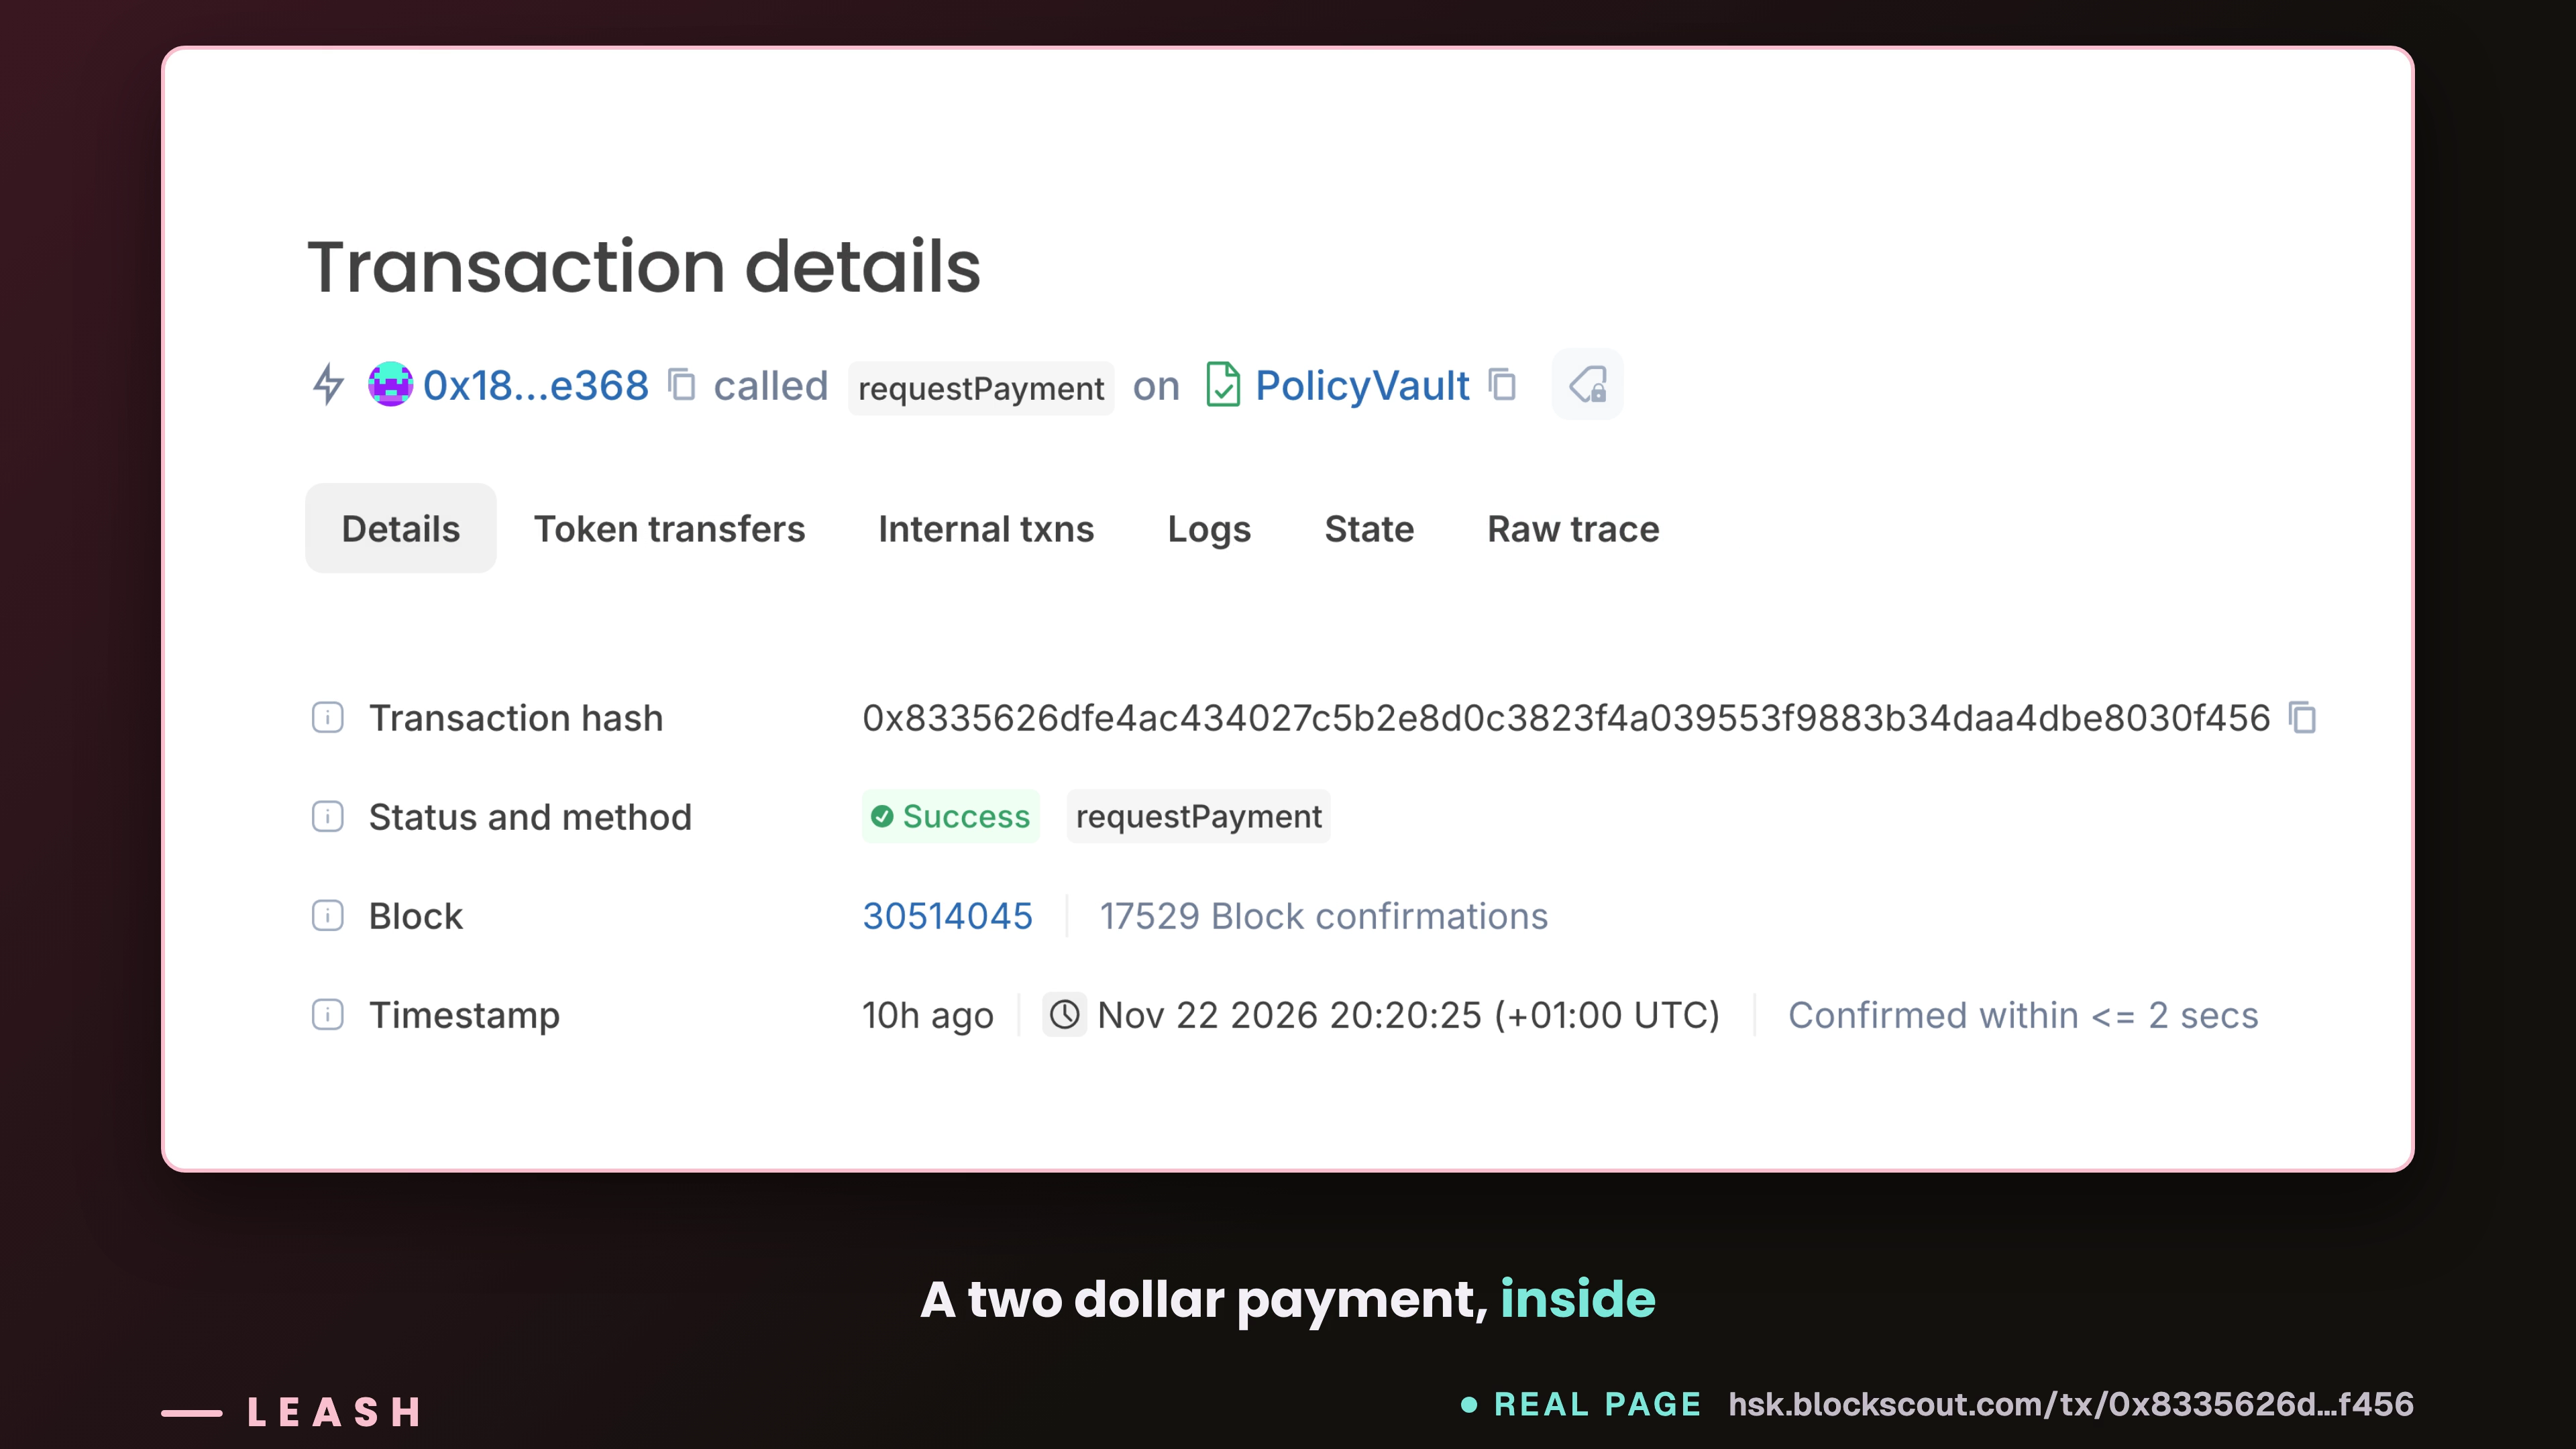 Transaction details
0x18...e368 called requestPayment on PolicyVault
Details Token transfers Internal txns Logs State Raw trace
Transaction hash 0x8335626dfe4ac434027c5b2e8d0c3823f4a039553f9883b34daa4dbe8030f456
Status and method Success requestPayment
Block 30514045 17529 Block confirmations
Timestamp 10h ago Nov 22 2026 20:20:25 (+01:00 UTC) Confirmed within <= 2 secs
A two dollar payment, inside
LEASH
REAL PAGE hsk.blockscout.com/tx/0x8335626d...f456